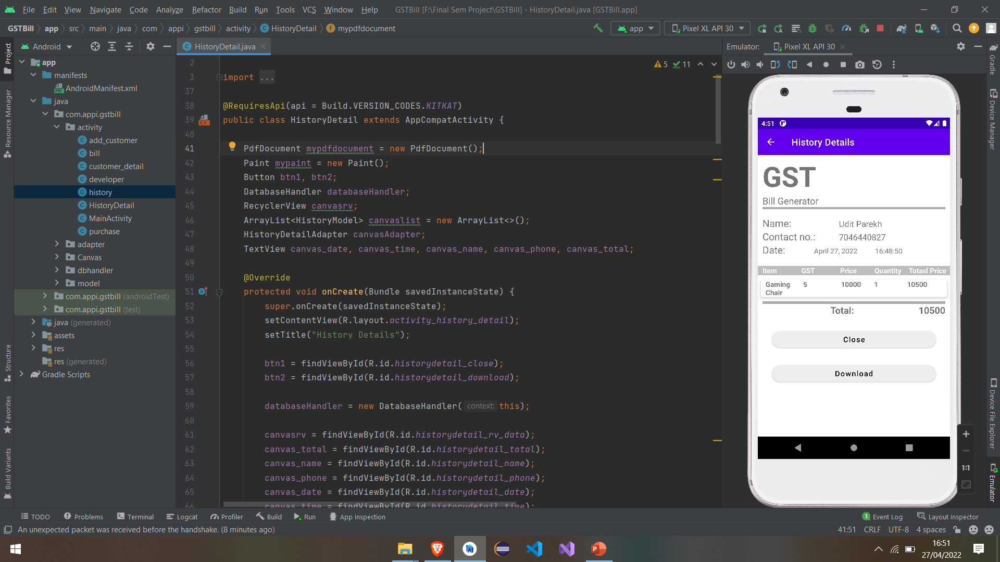 File Edit View Navigate Code Analyze Refactor Build Run Tools VCS Window Help GSTBill [F:\Final Sem Project\GSTBill] - HistoryDetail.java [GSTBill.app]
GSTBill app src main java com appi gstbill activity HistoryDetail mypdfdocument
app Pixel XL API 30
Project
Resource Manager
Structure
Favorites
Build Variants
Android
app
manifests
AndroidManifest.xml
java
com.appi.gstbill
activity
add_customer
bill
customer_detail
developer
history
HistoryDetail
MainActivity
purchase
adapter
Canvas
dbhandler
model
com.appi.gstbill (androidTest)
com.appi.gstbill (test)
java (generated)
assets
res
res (generated)
Gradle Scripts
HistoryDetail.java
5 11
2
3 import ...
37
38 @RequiresApi(api = Build.VERSION_CODES.KITKAT)
39 public class HistoryDetail extends AppCompatActivity {
40
41 PdfDocument mypdfdocument = new PdfDocument();
42 Paint mypaint = new Paint();
43 Button btn1, btn2;
44 DatabaseHandler databaseHandler;
45 RecyclerView canvasrv;
46 ArrayList<HistoryModel> canvaslist = new ArrayList<>();
47 HistoryDetailAdapter canvasAdapter;
48 TextView canvas_date, canvas_time, canvas_name, canvas_phone, canvas_total;
49
50 @Override
51 protected void onCreate(Bundle savedInstanceState) {
52 super.onCreate(savedInstanceState);
53 setContentView(R.layout.activity_history_detail);
54 setTitle("History Details");
55
56 btn1 = findViewById(R.id.historydetail_close);
57 btn2 = findViewById(R.id.historydetail_download);
58
59 databaseHandler = new DatabaseHandler( context: this);
60
61 canvasrv = findViewById(R.id.historydetail_rv_data);
62 canvas_total = findViewById(R.id.historydetail_total);
63 canvas_name = findViewById(R.id.historydetail_name);
64 canvas_phone = findViewById(R.id.historydetail_phone);
65 canvas_date = findViewById(R.id.historydetail_date);
66 canvas_time = findViewById(R.id.historydetail_time);
Emulator: Pixel XL API 30
4:51
History Details
GST
Bill Generator
Name: Udit Parekh
Contact no.: 7046440827
Date: April 27, 2022 16:48:50
Item GST Price Quantity Totasl Price
Gaming 5 10000 1 10500
Chair
Total: 10500
Close
Download
1:1
Gradle
Device Manager
Device File Explorer
Emulator
TODO Problems Terminal Logcat Profiler Build Run App Inspection 3 Event Log Layout Inspector
An unexpected packet was received before the handshake. (8 minutes ago) 41:51 CRLF UTF-8 4 spaces
16:51
27/04/2022